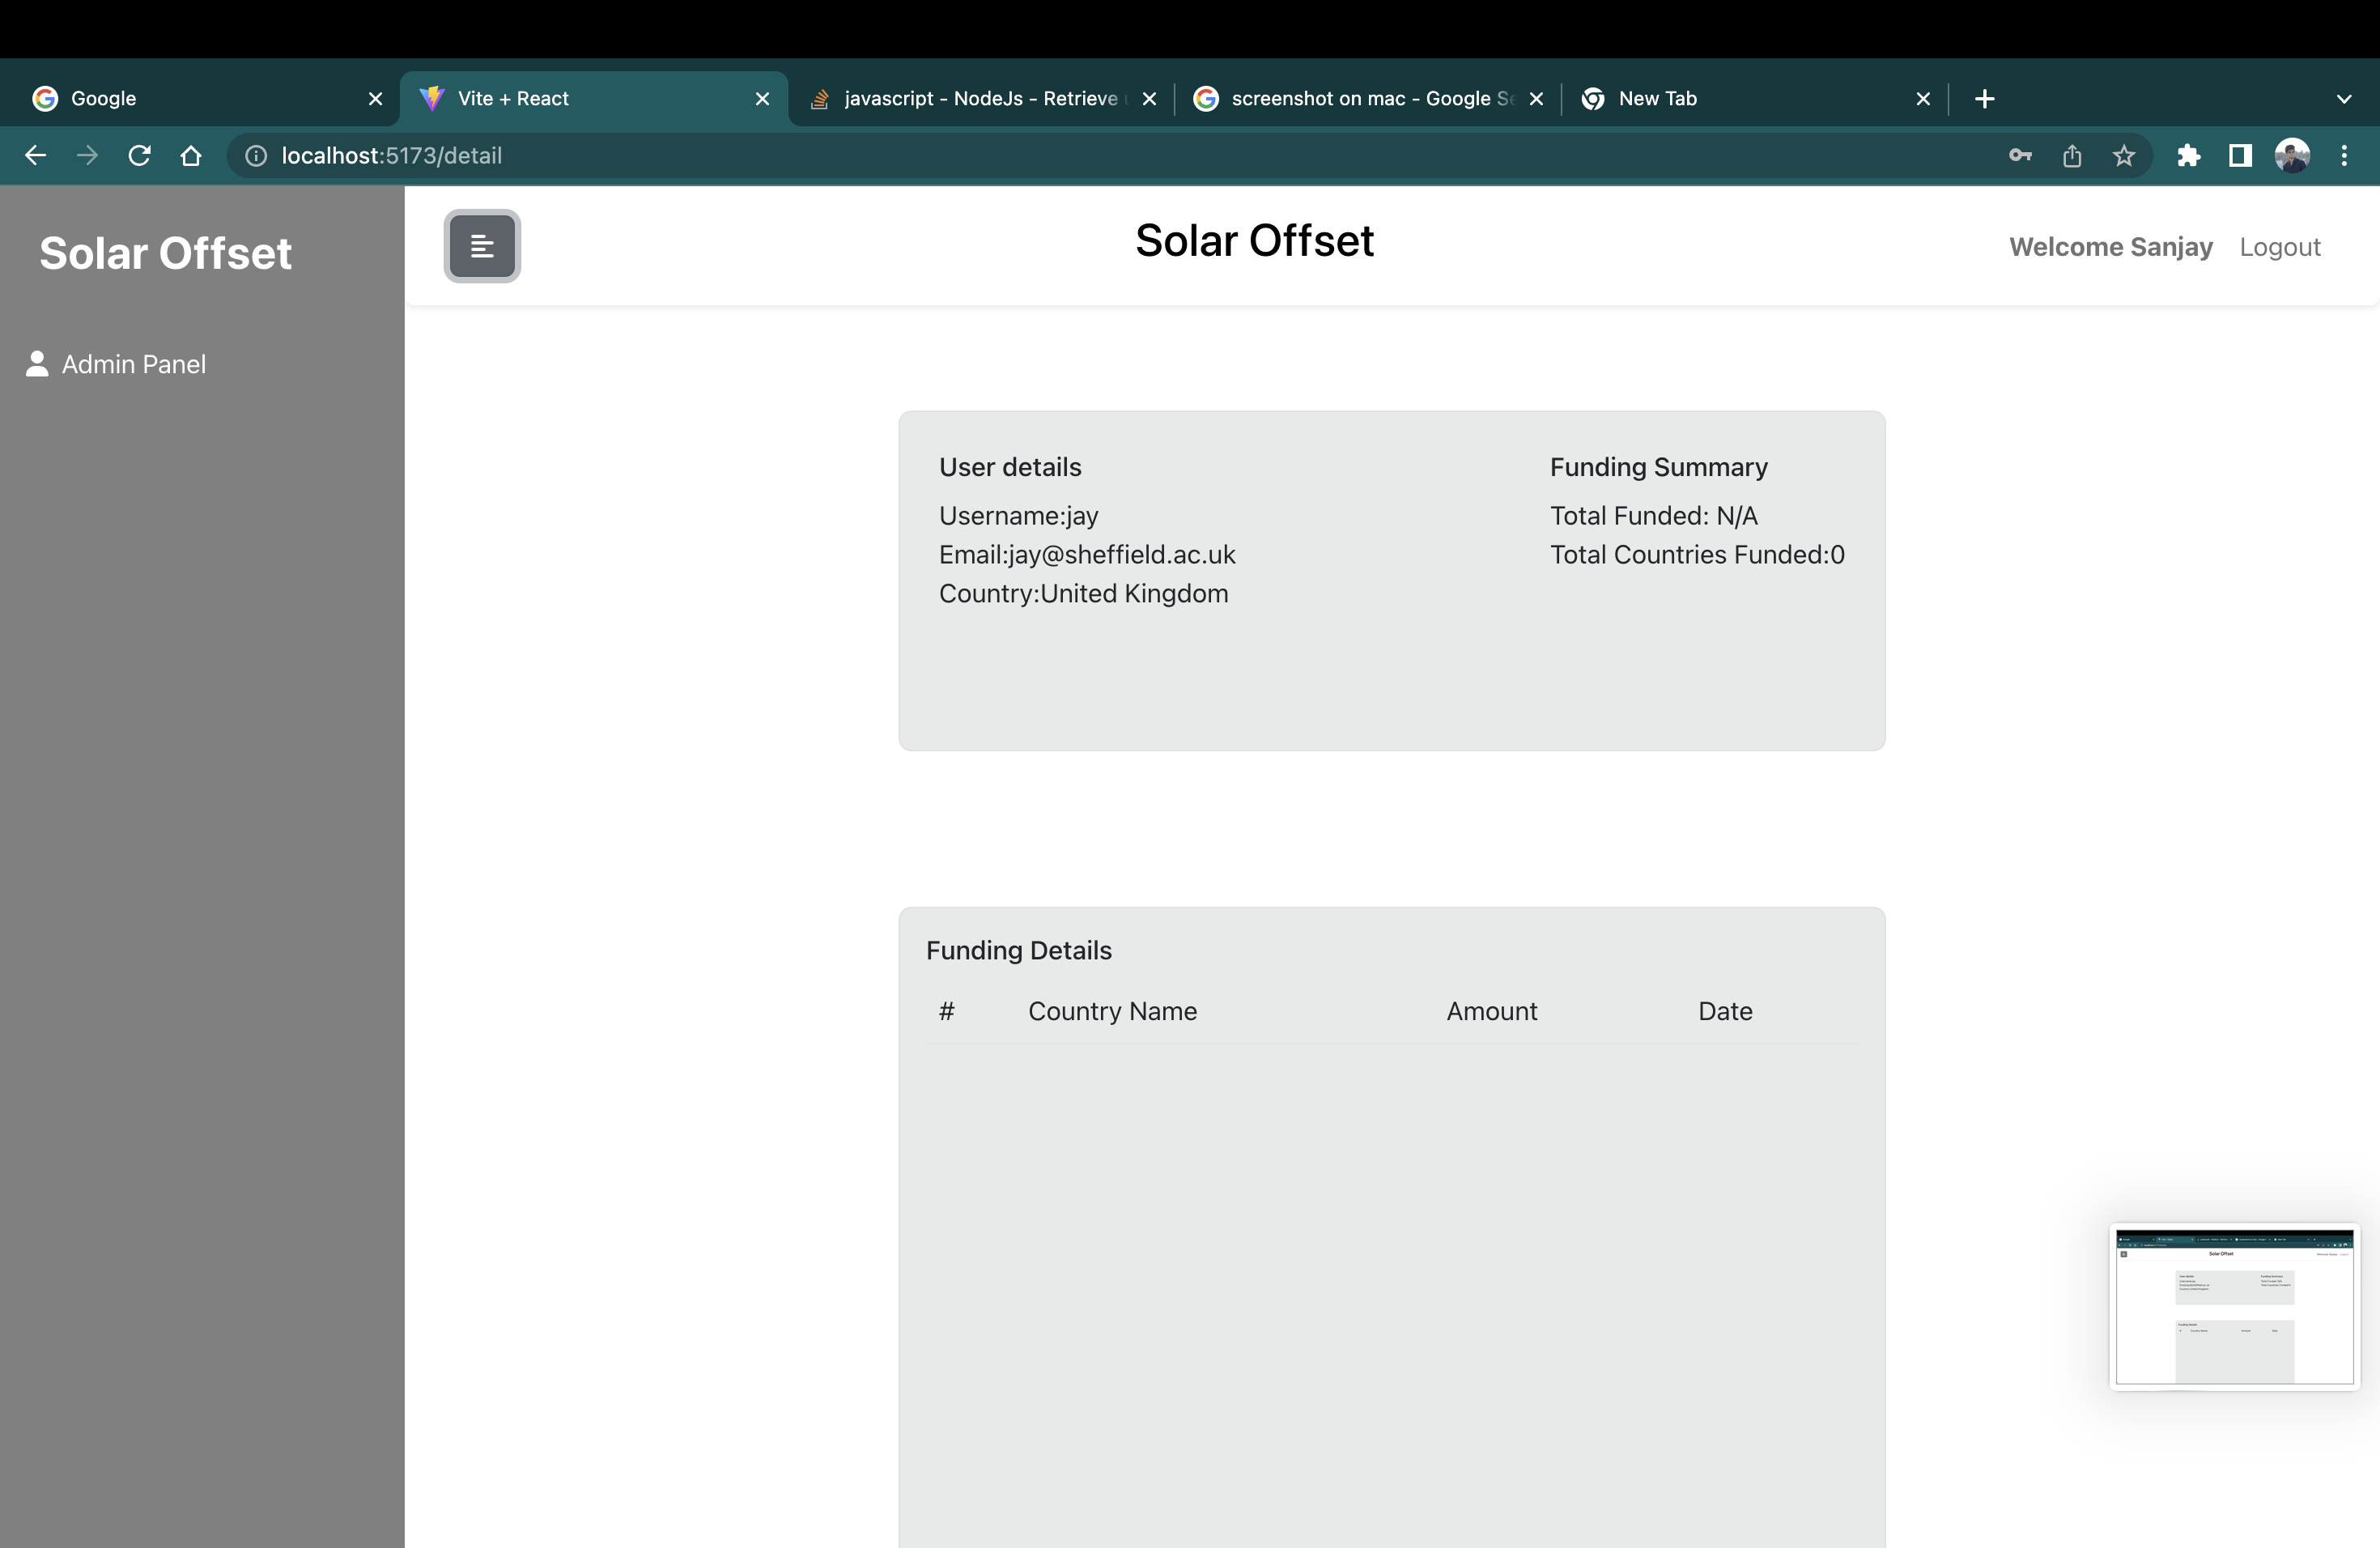 Google
Vite + React
javascript - NodeJs - Retrieve
screenshot on mac - Google Se
New Tab
localhost:5173/detail
Solar Offset
Solar Offset
Welcome Sanjay
Logout
Admin Panel
User details
Username:jay
Email:jay@sheffield.ac.uk
Country:United Kingdom
Funding Summary
Total Funded: N/A
Total Countries Funded:0
Funding Details
# Country Name Amount Date
Solar Offset